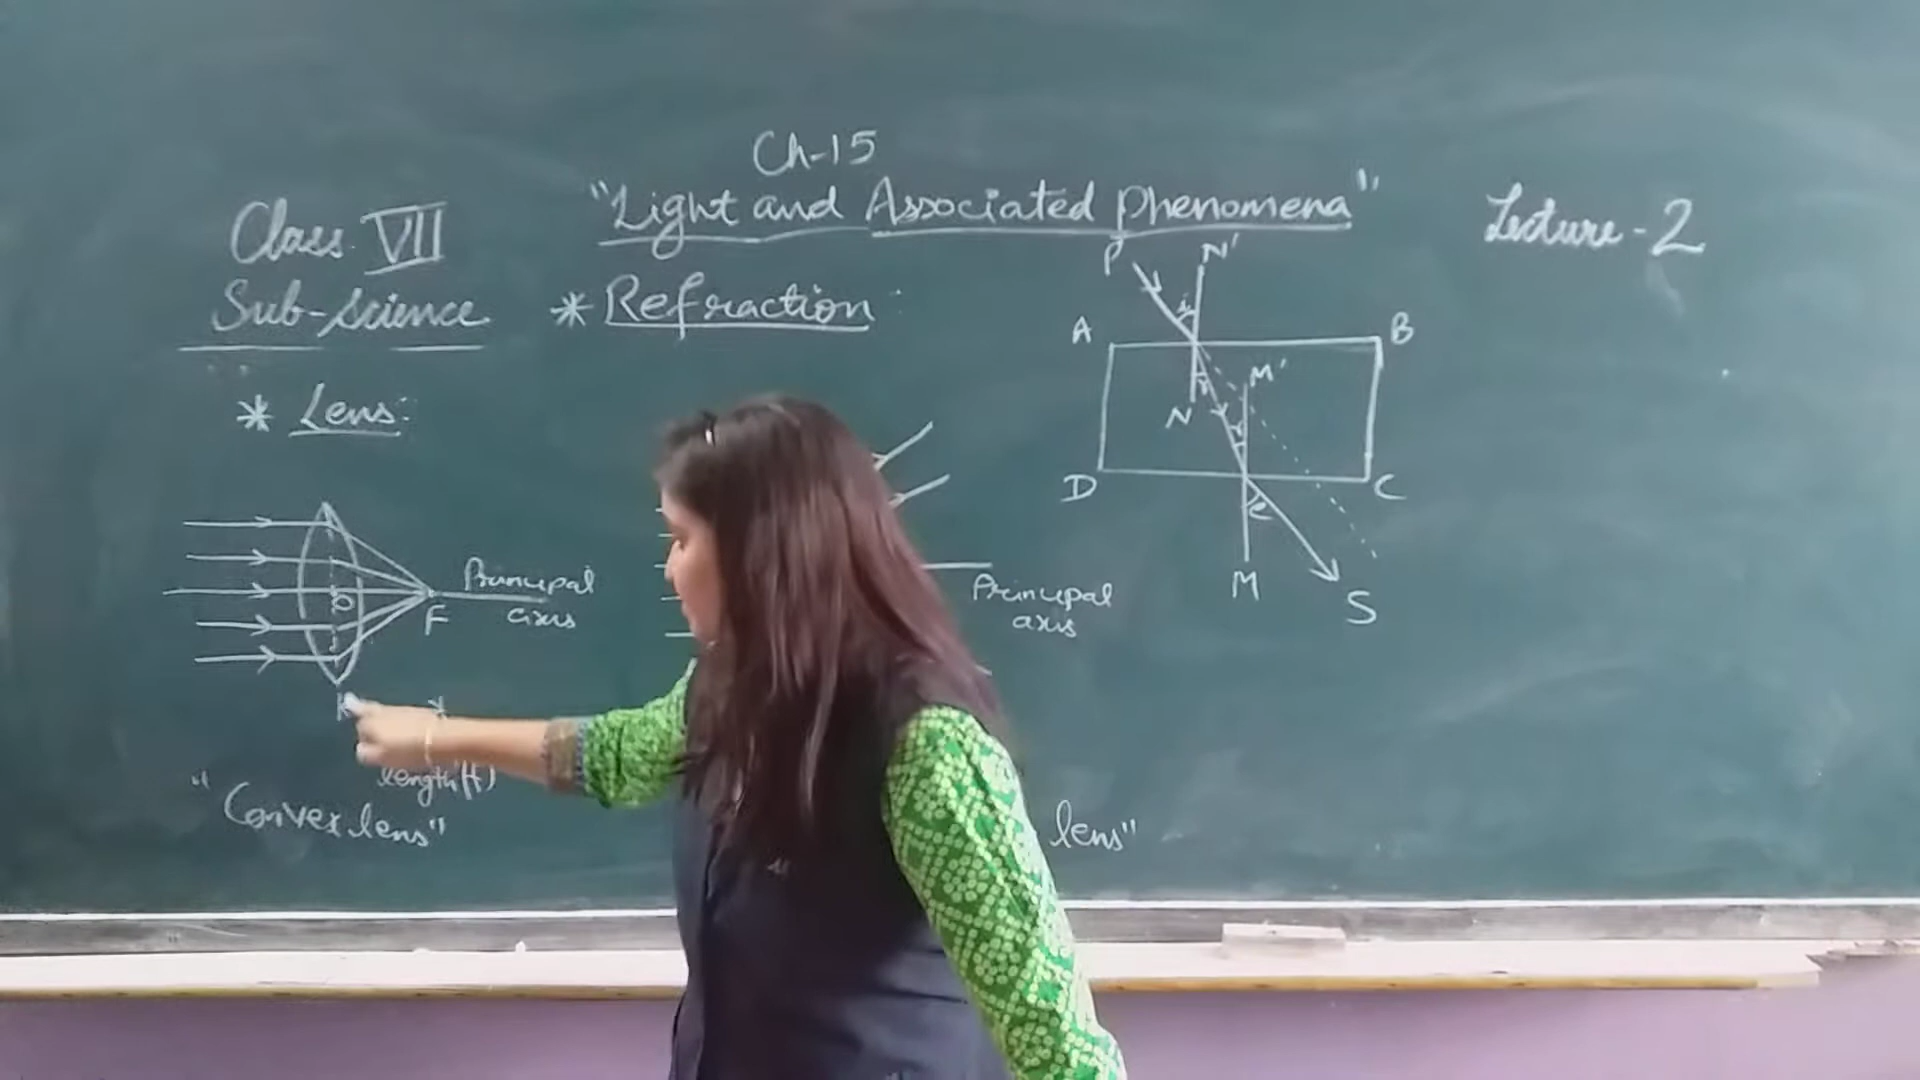 Ch-15
"Light and Associated Phenomena"
Class VII
Sub-science
Lecture-2
* Refraction:
* Lens:
P
N'
i
A
B
r
M'
N
r
D
C
e
M
S
O
F
Principal
axis
length (f)
"Convex lens"
Principal
axis
lens"